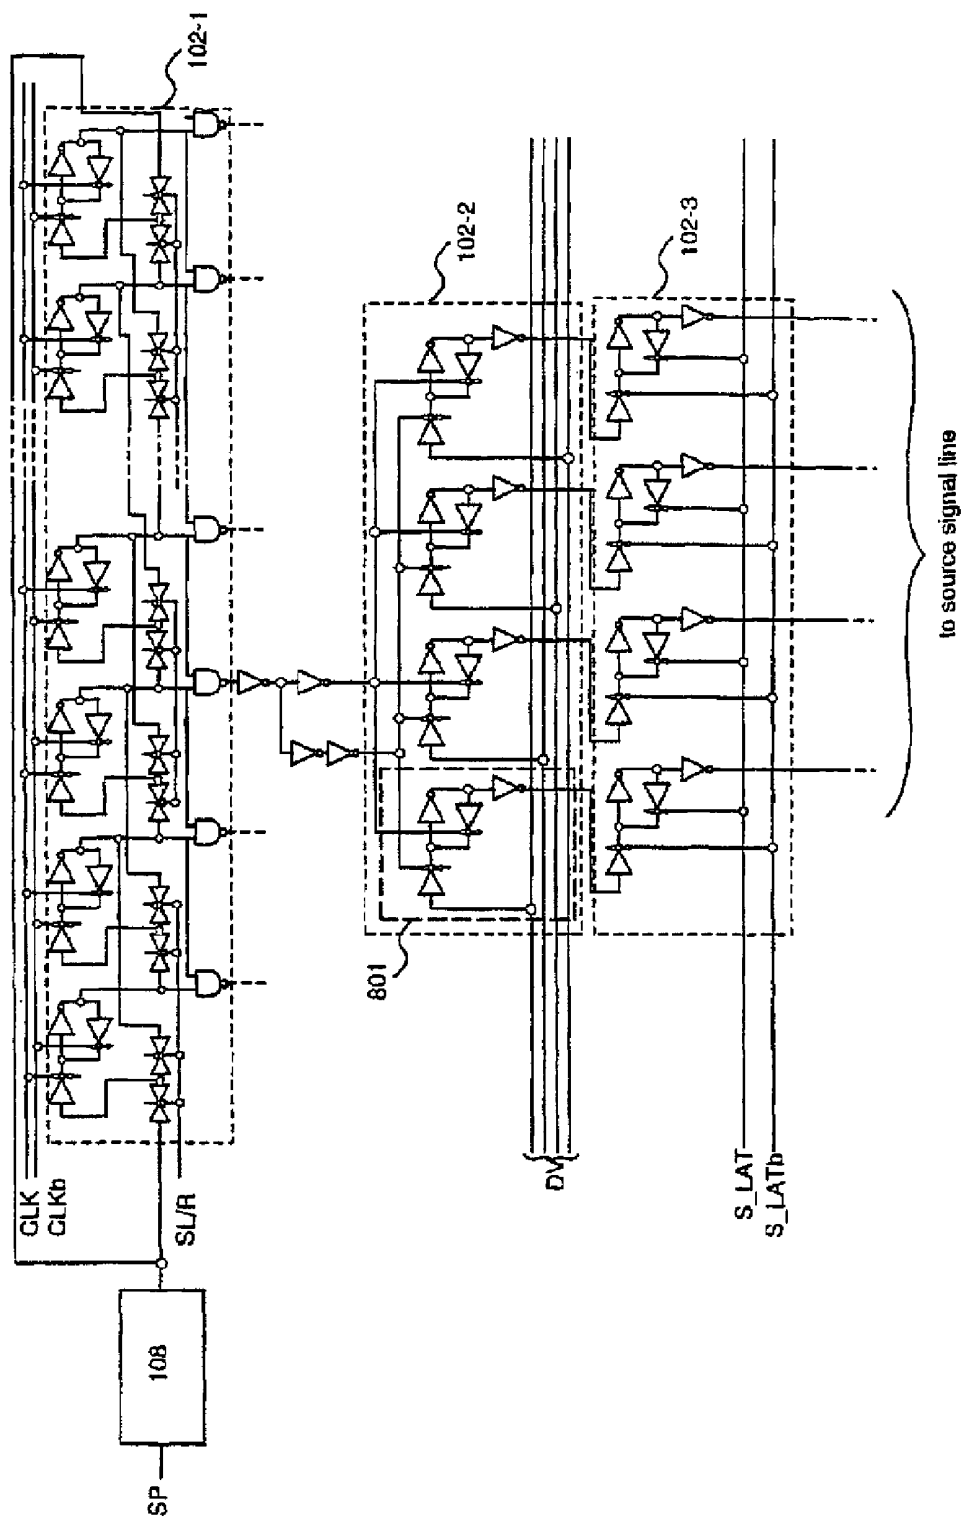 SP
108
CLK
CLKb
SL/R
102-1
801
102-2
DV
102-3
S_LAT
S_LATb
to source signal line